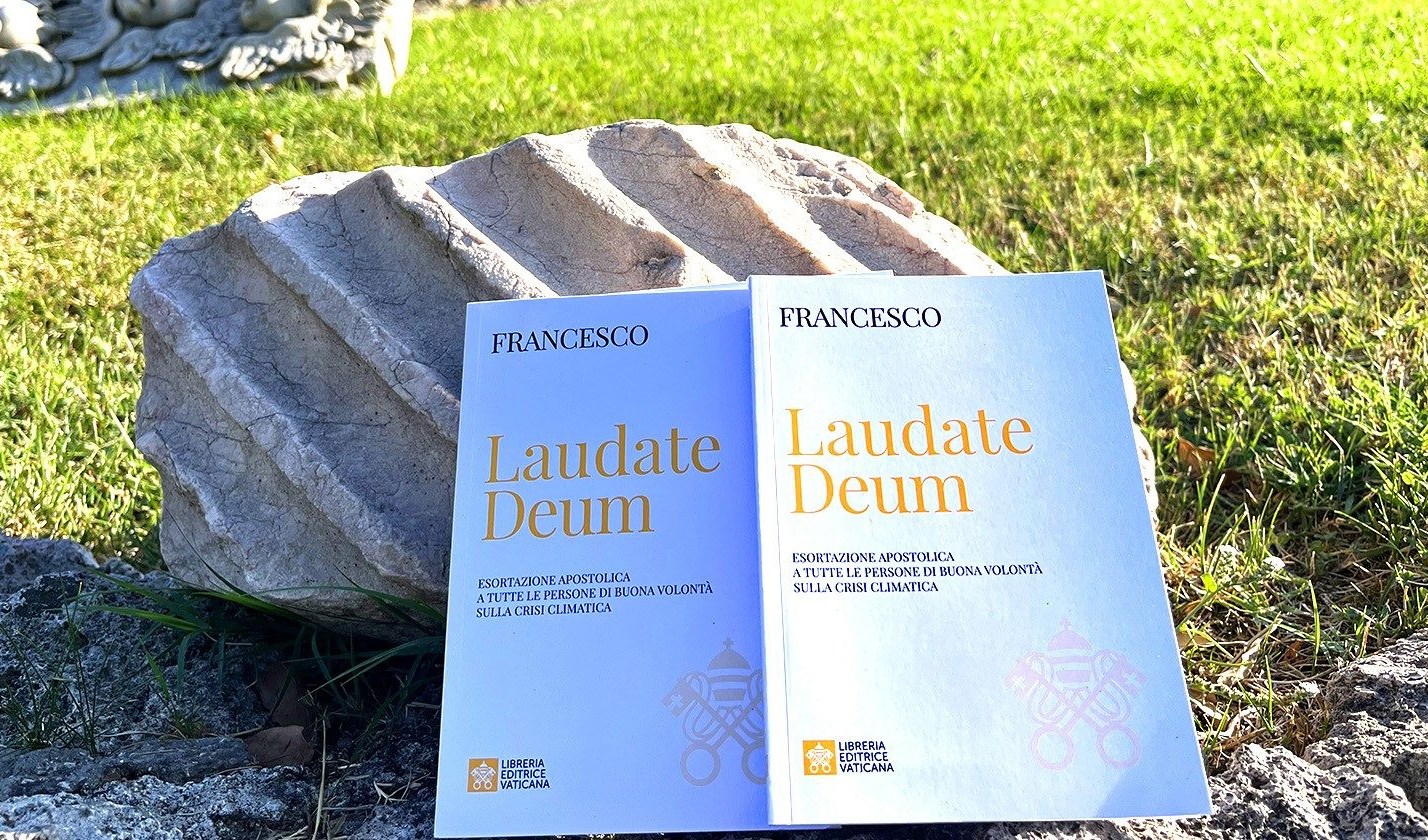 FRANCESCO
Laudate
Deum
ESORTAZIONE APOSTOLICA
A TUTTE LE PERSONE DI BUONA VOLONTÀ
SULLA CRISI CLIMATICA
LIBRERIA
EDITRICE
VATICANA
FRANCESCO
Laudate
Deum
ESORTAZIONE APOSTOLICA
A TUTTE LE PERSONE DI BUONA VOLONTÀ
SULLA CRISI CLIMATICA
LIBRERIA
EDITRICE
VATICANA